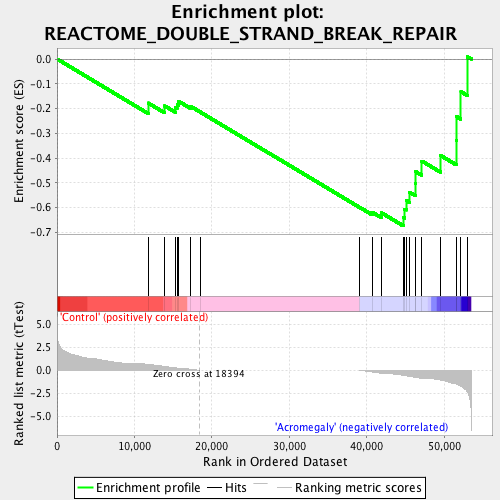 Enrichment plot:
REACTOME_DOUBLE_STRAND_BREAK_REPAIR
Enrichment score (ES)
0.0
-0.1
-0.2
-0.3
-0.4
-0.5
-0.6
-0.7
'Control' (positively correlated)
Ranked list metric (tTest)
5.0
2.5
0.0
-2.5
-5.0
Zero cross at 18394
'Acromegaly' (negatively correlated)
0
10,000
20,000
30,000
40,000
50,000
Rank in Ordered Dataset
Enrichment profile
Hits
Ranking metric scores